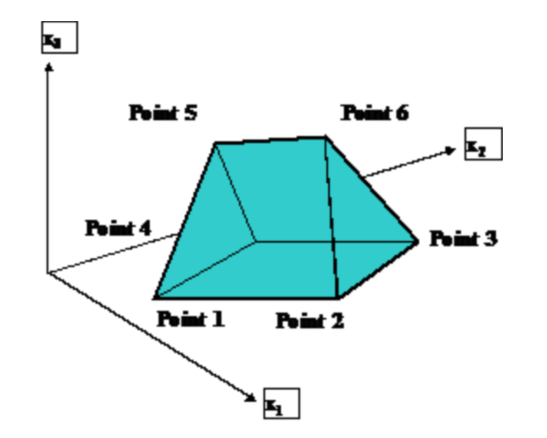 x₃
Point 5
Point 6
x₂
Point 4
Point 3
Point 1
Point 2
x₁